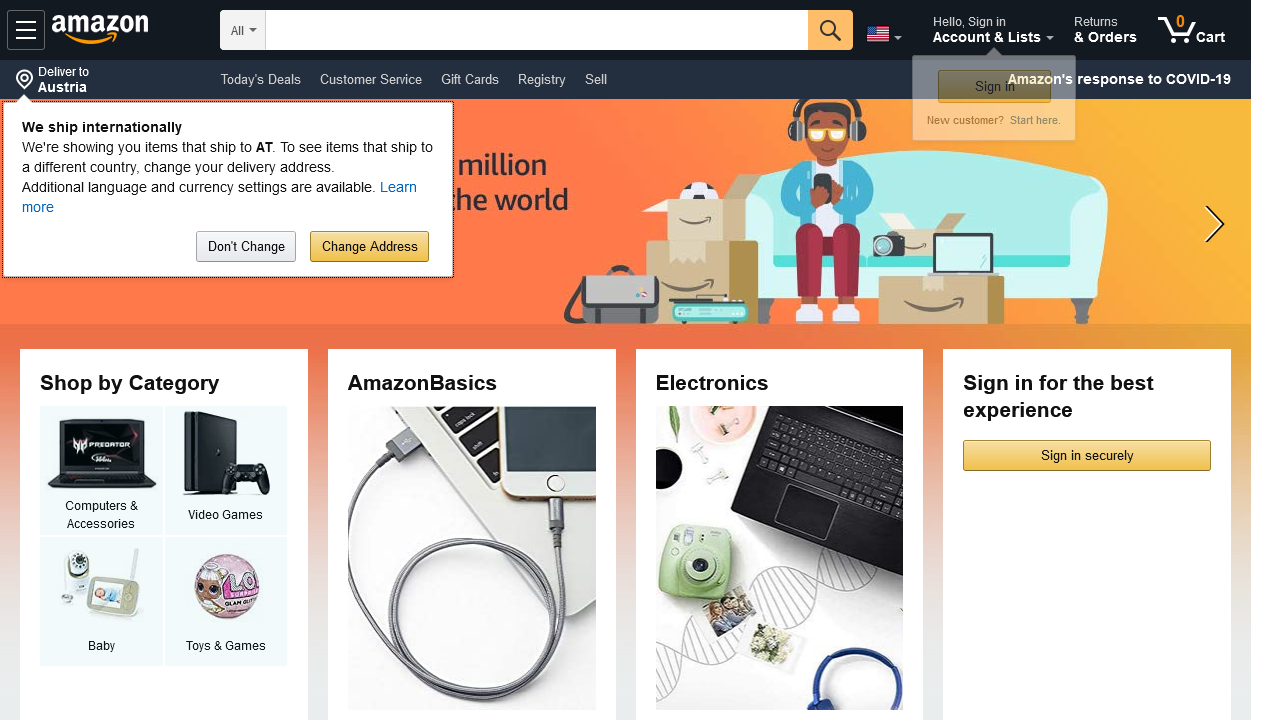 amazon
All
Hello, Sign in
Account & Lists
Returns
& Orders
0
Cart
Deliver to
Austria
Today's Deals
Customer Service
Gift Cards
Registry
Sell
Sign in
Amazon's response to COVID-19
New customer? Start here.
We ship internationally
We're showing you items that ship to AT. To see items that ship to
a different country, change your delivery address.
Additional language and currency settings are available. Learn
more
Don't Change
Change Address
million
the world
Shop by Category
PREDATOR
Computers &
Accessories
Video Games
Baby
L.O.L.
SURPRISE
GLAM GLITTER
Toys & Games
AmazonBasics
Electronics
Sign in for the best
experience
Sign in securely